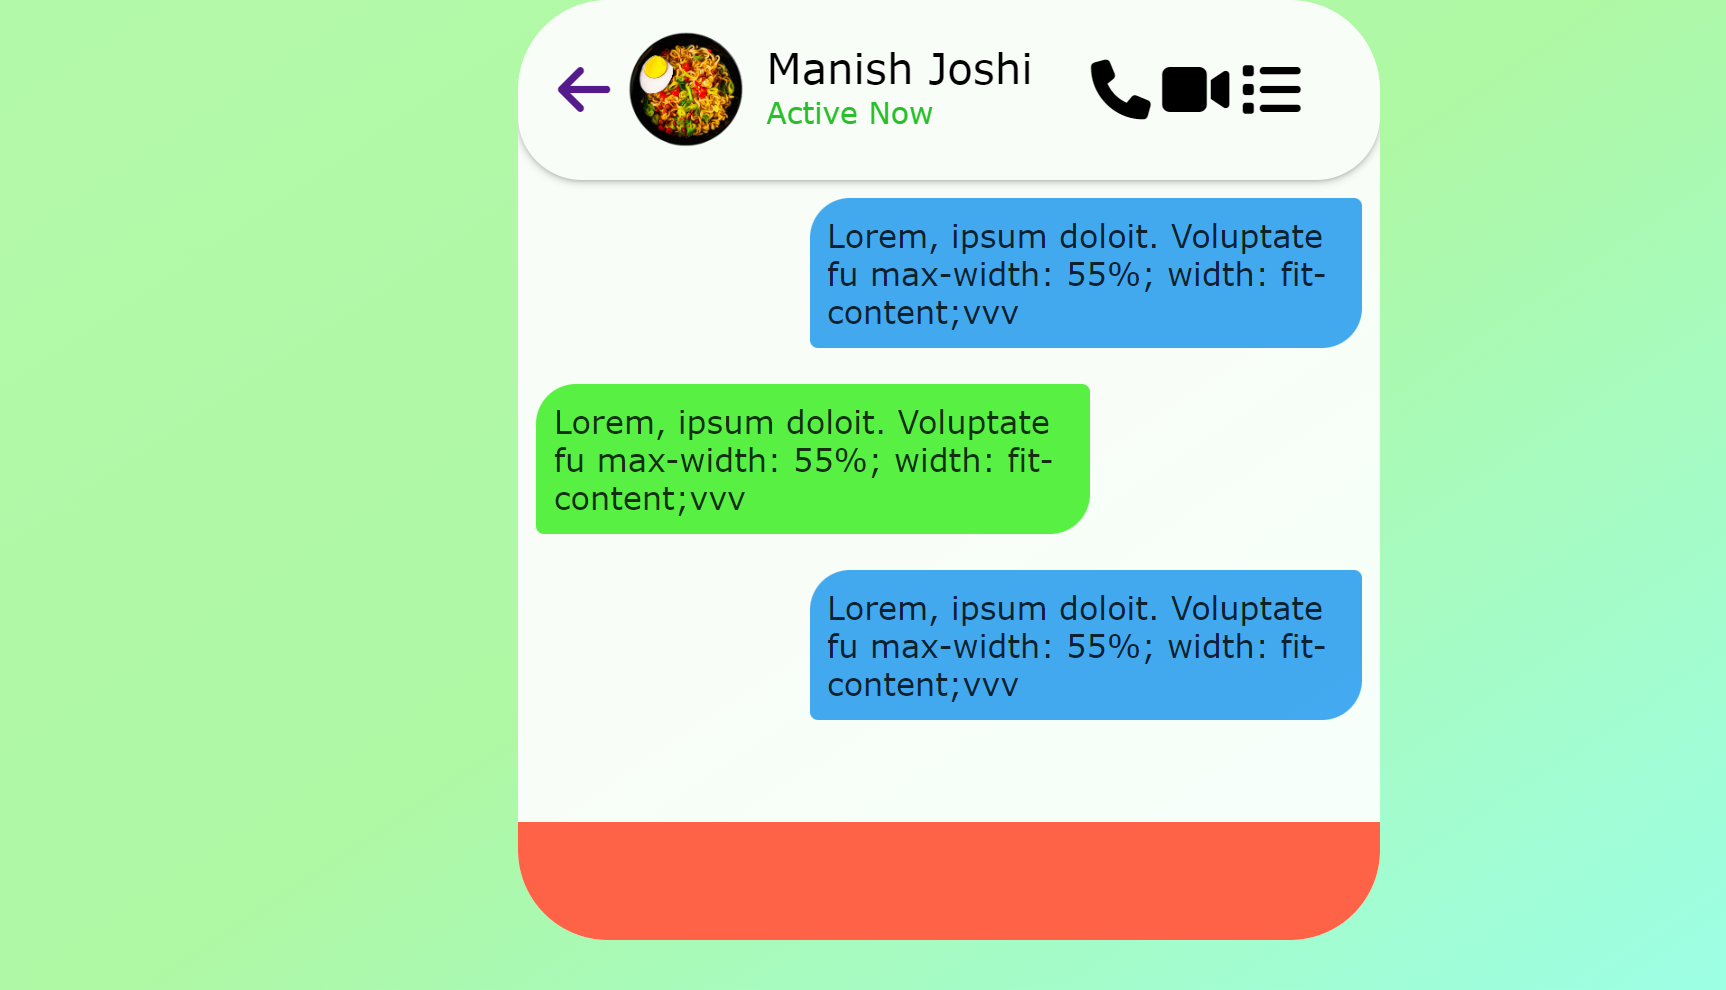 Manish Joshi
Active Now
Lorem, ipsum doloit. Voluptate
fu max-width: 55%; width: fit-
content;vvv
Lorem, ipsum doloit. Voluptate
fu max-width: 55%; width: fit-
content;vvv
Lorem, ipsum doloit. Voluptate
fu max-width: 55%; width: fit-
content;vvv